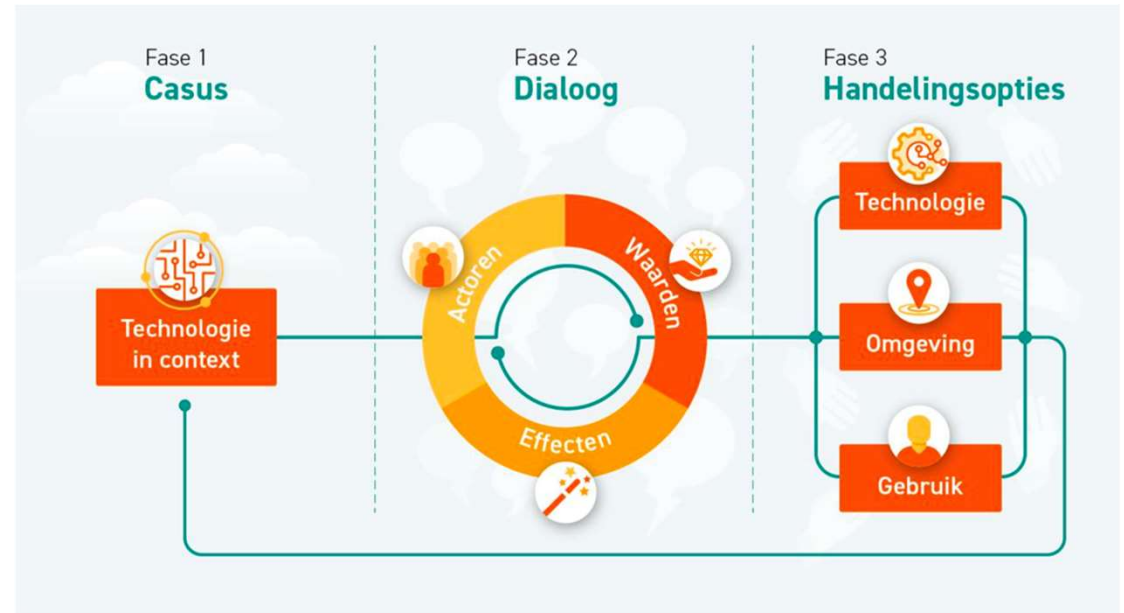 Fase 1
Casus
Fase 2
Dialoog
Fase 3
Handelingsopties
Technologie
in context
Actoren
Waarden
Effecten
Technologie
Omgeving
Gebruik